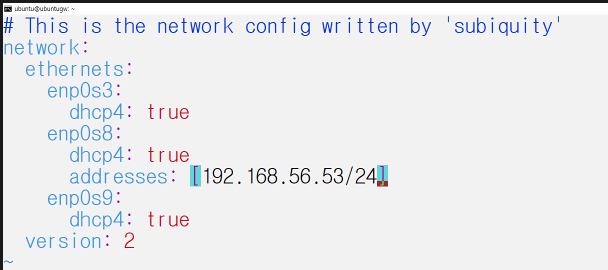 ubuntu@ubuntugw: ~
# This is the network config written by 'subiquity'
network:
  ethernets:
    enp0s3:
      dhcp4: true
    enp0s8:
      dhcp4: true
      addresses: [192.168.56.53/24]
    enp0s9:
      dhcp4: true
  version: 2
~